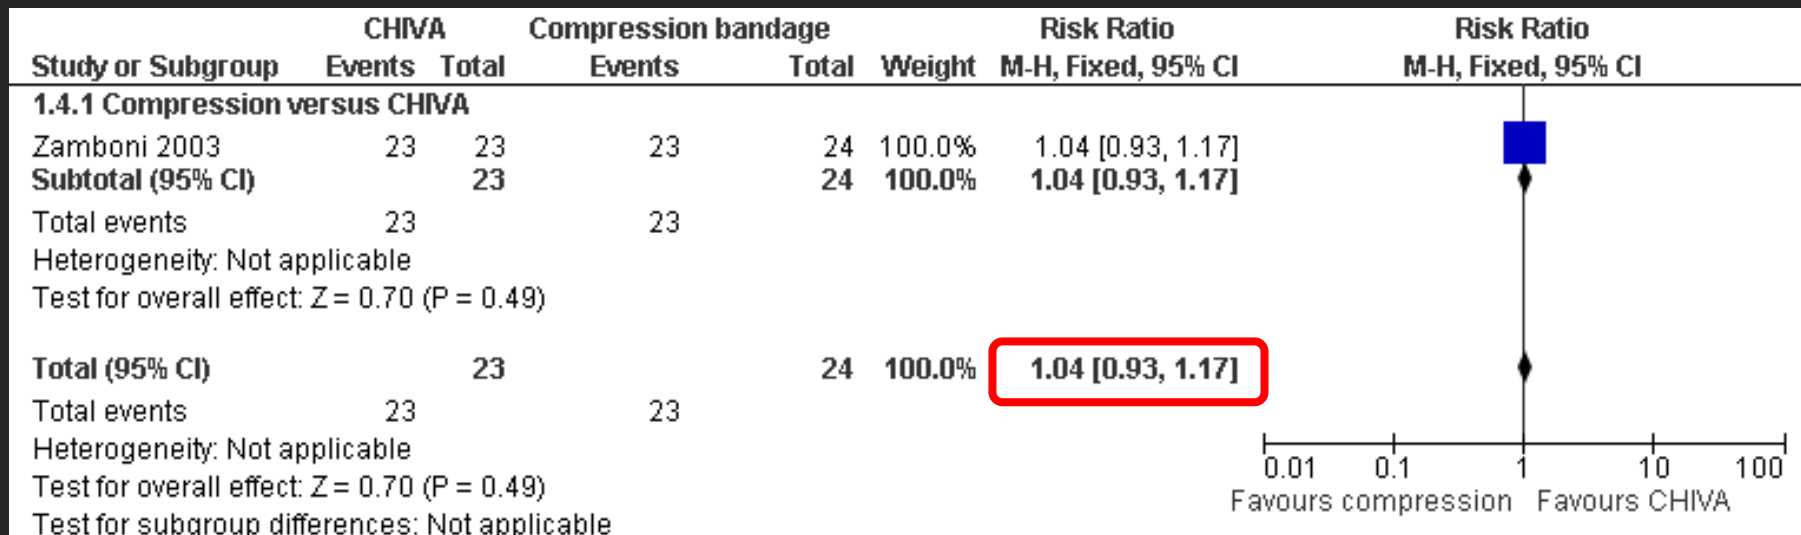 CHIVA Compression bandage Risk Ratio Risk Ratio
Study or Subgroup Events Total Events Total Weight M-H, Fixed, 95% CI M-H, Fixed, 95% CI
1.4.1 Compression versus CHIVA
Zamboni 2003 23 23 23 24 100.0% 1.04 [0.93, 1.17]
Subtotal (95% CI) 23 24 100.0% 1.04 [0.93, 1.17]
Total events 23 23
Heterogeneity: Not applicable
Test for overall effect: Z = 0.70 (P = 0.49)
Total (95% CI) 23 24 100.0% 1.04 [0.93, 1.17]
Total events 23 23
Heterogeneity: Not applicable
Test for overall effect: Z = 0.70 (P = 0.49)
Test for subgroup differences: Not applicable
0.01 0.1 1 10 100
Favours compression Favours CHIVA